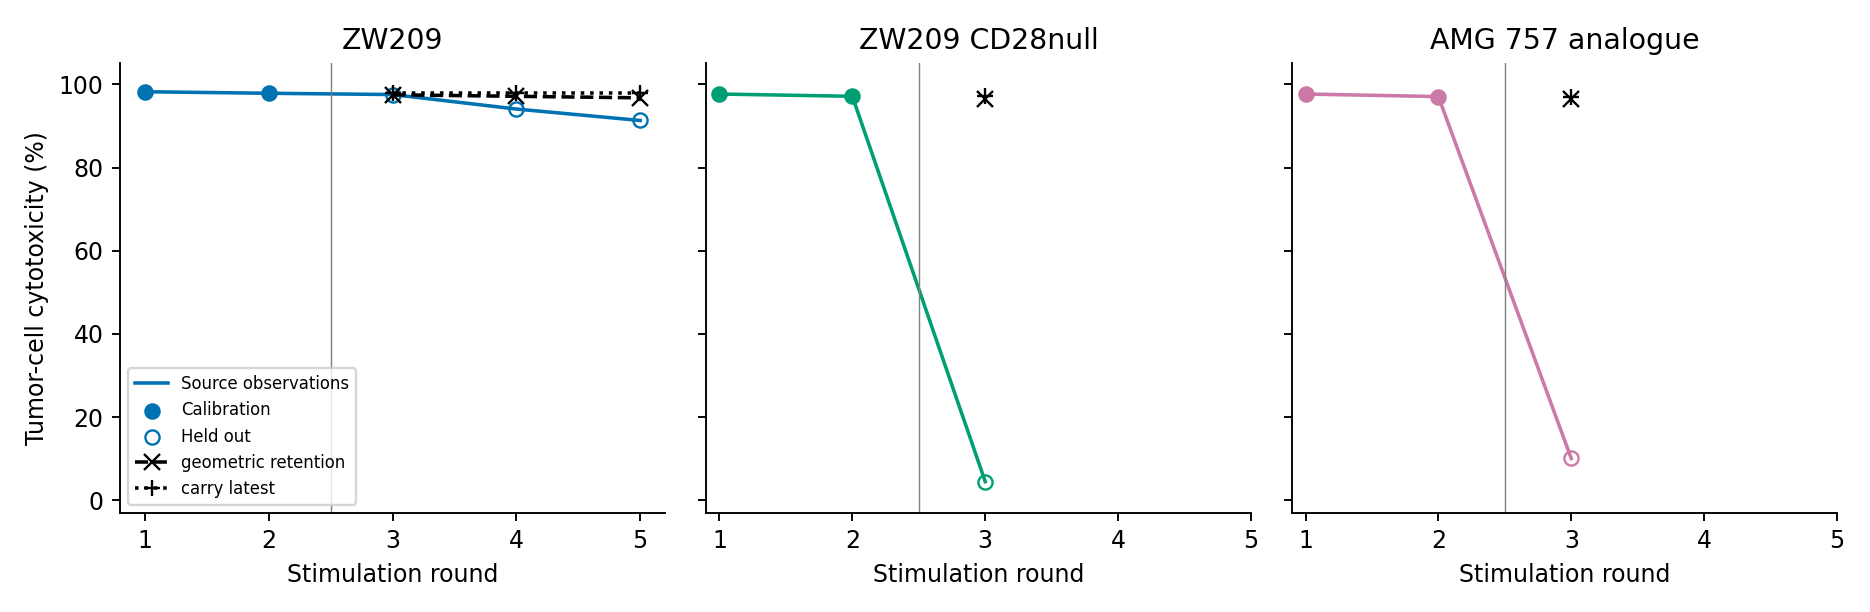 ZW209
ZW209 CD28null
AMG 757 analogue
Tumor-cell cytotoxicity (%)
100
80
60
40
20
0
Source observations
Calibration
Held out
geometric retention
carry latest
1 2 3 4 5
1 2 3 4 5
1 2 3 4 5
Stimulation round
Stimulation round
Stimulation round